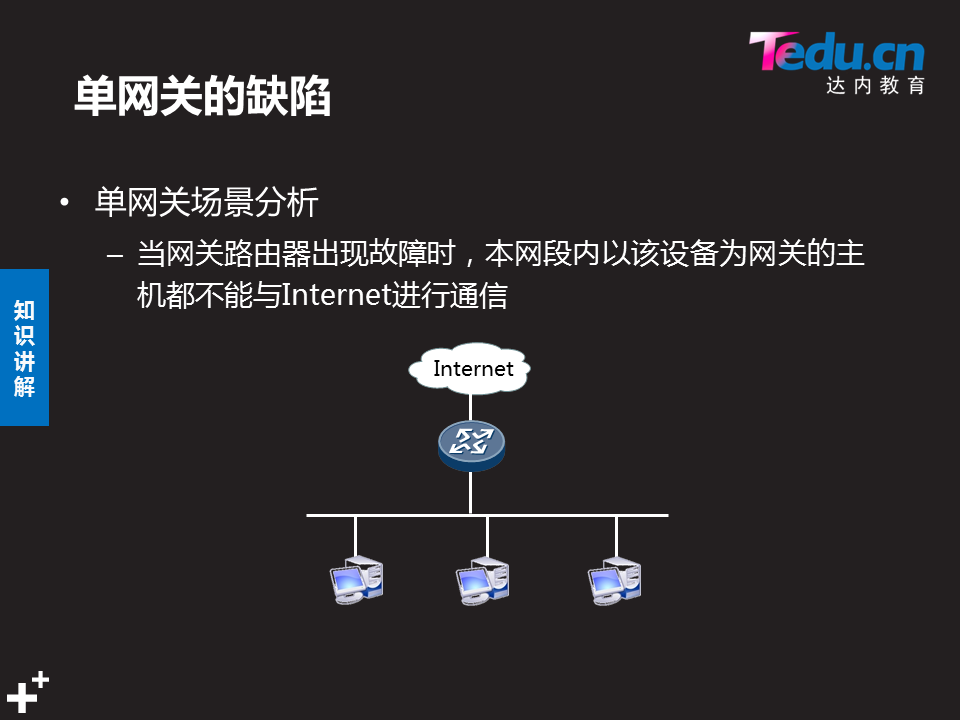 Tedu.cn
达内教育
单网关的缺陷
• 单网关场景分析
– 当网关路由器出现故障时，本网段内以该设备为网关的主
机都不能与Internet进行通信
知
识
讲
解
Internet